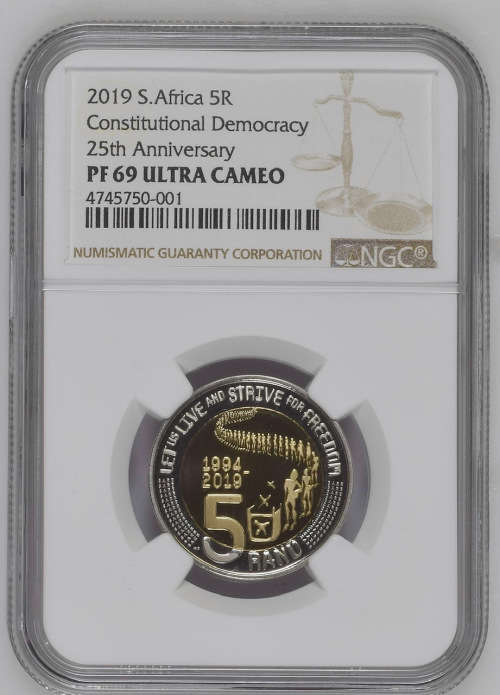 2019 S.Africa 5R
Constitutional Democracy
25th Anniversary
PF 69 ULTRA CAMEO
4745750-001
NUMISMATIC GUARANTY CORPORATION
NGC®
LET US LIVE AND STRIVE FOR FREEDOM
1994-
2019
5
RAND